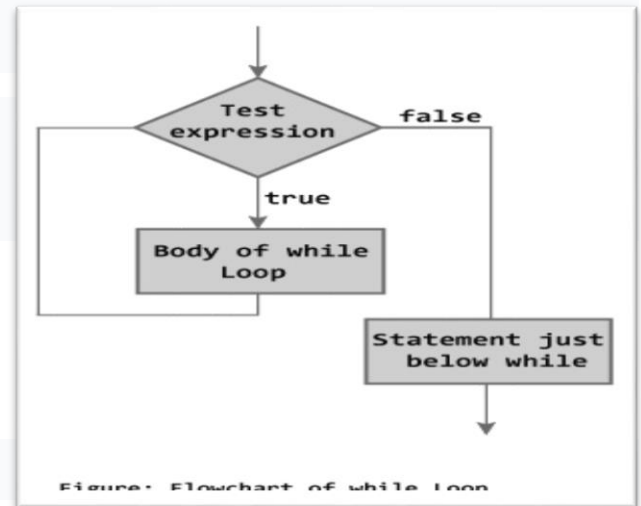 Test
expression
false
true
Body of while
Loop
Statement just
below while
Figure: Flowchart of while Loop